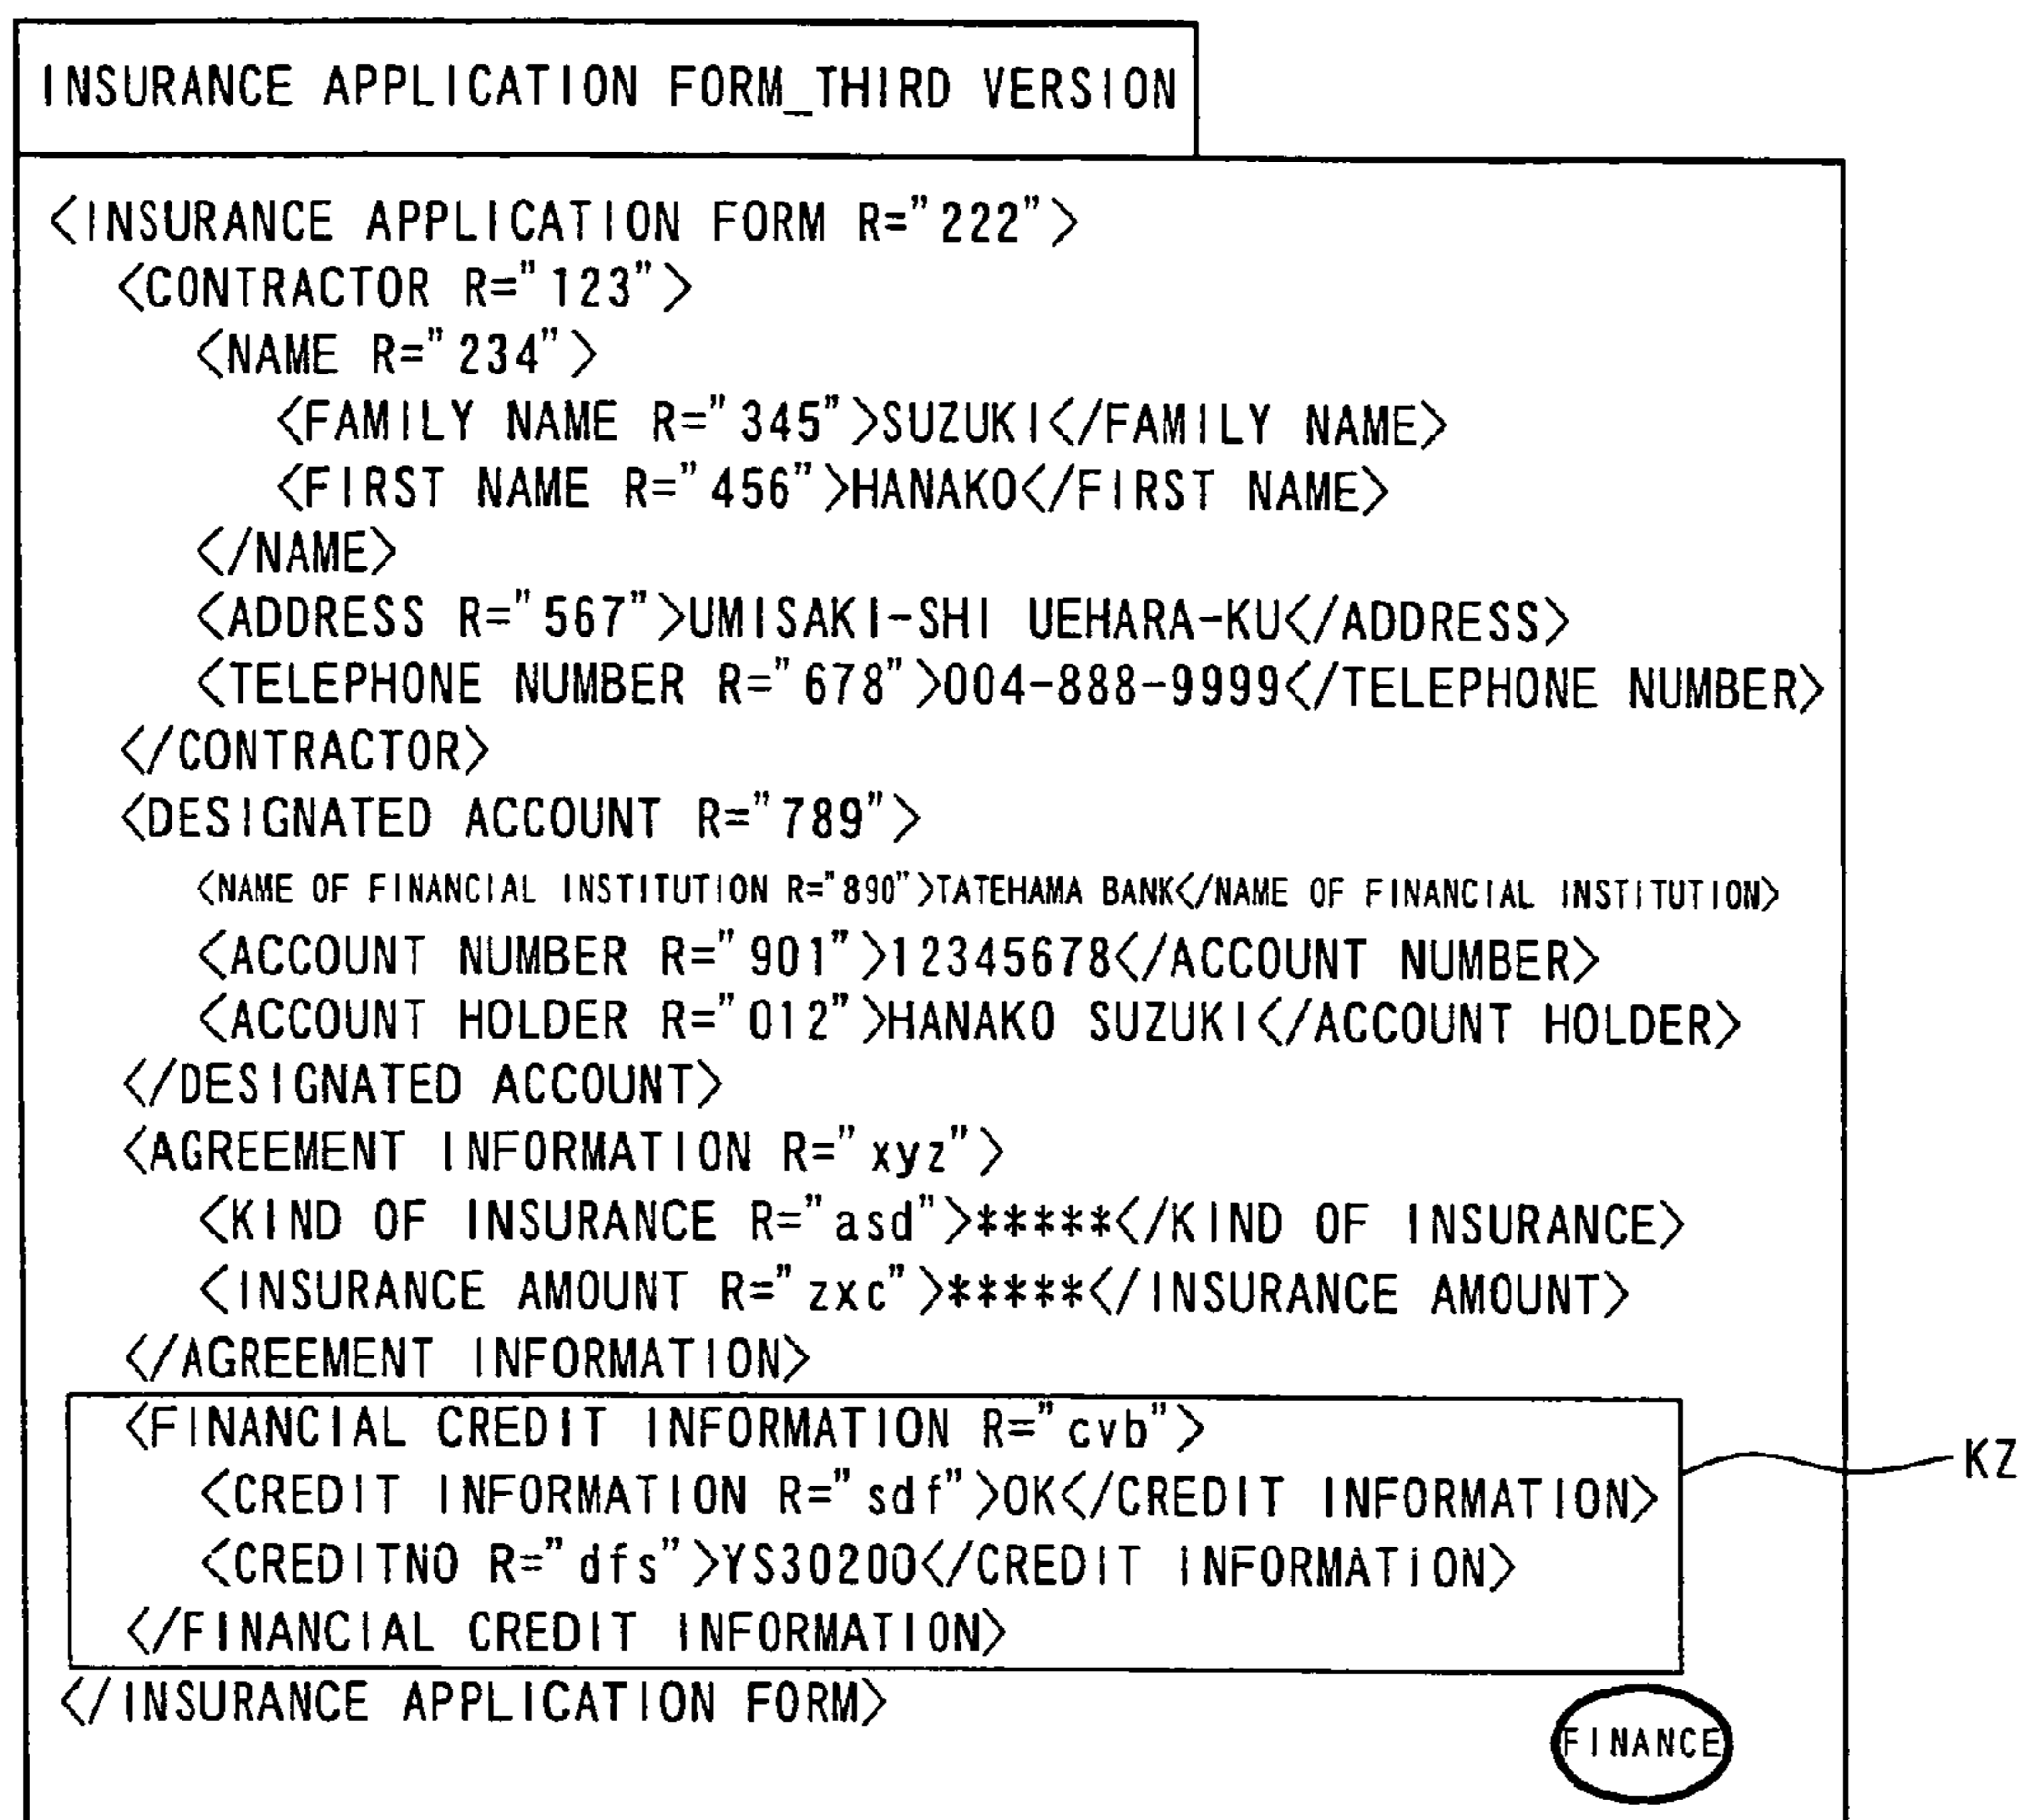 INSURANCE APPLICATION FORM_THIRD VERSION
<INSURANCE APPLICATION FORM R="222">
<CONTRACTOR R="123">
<NAME R="234">
<FAMILY NAME R="345">SUZUKI</FAMILY NAME>
<FIRST NAME R="456">HANAKO</FIRST NAME>
</NAME>
<ADDRESS R="567">UMISAKI-SHI UEHARA-KU</ADDRESS>
<TELEPHONE NUMBER R="678">004-888-9999</TELEPHONE NUMBER>
</CONTRACTOR>
<DESIGNATED ACCOUNT R="789">
<NAME OF FINANCIAL INSTITUTION R="890">TATEHAMA BANK</NAME OF FINANCIAL INSTITUTION>
<ACCOUNT NUMBER R="901">12345678</ACCOUNT NUMBER>
<ACCOUNT HOLDER R="012">HANAKO SUZUKI</ACCOUNT HOLDER>
</DESIGNATED ACCOUNT>
<AGREEMENT INFORMATION R="xyz">
<KIND OF INSURANCE R="asd">*****</KIND OF INSURANCE>
<INSURANCE AMOUNT R="zxc">*****</INSURANCE AMOUNT>
</AGREEMENT INFORMATION>
<FINANCIAL CREDIT INFORMATION R="cvb">
<CREDIT INFORMATION R="sdf">OK</CREDIT INFORMATION>
<CREDITNO R="dfs">YS30200</CREDIT INFORMATION>
</FINANCIAL CREDIT INFORMATION>
KZ
</INSURANCE APPLICATION FORM>
FINANCE